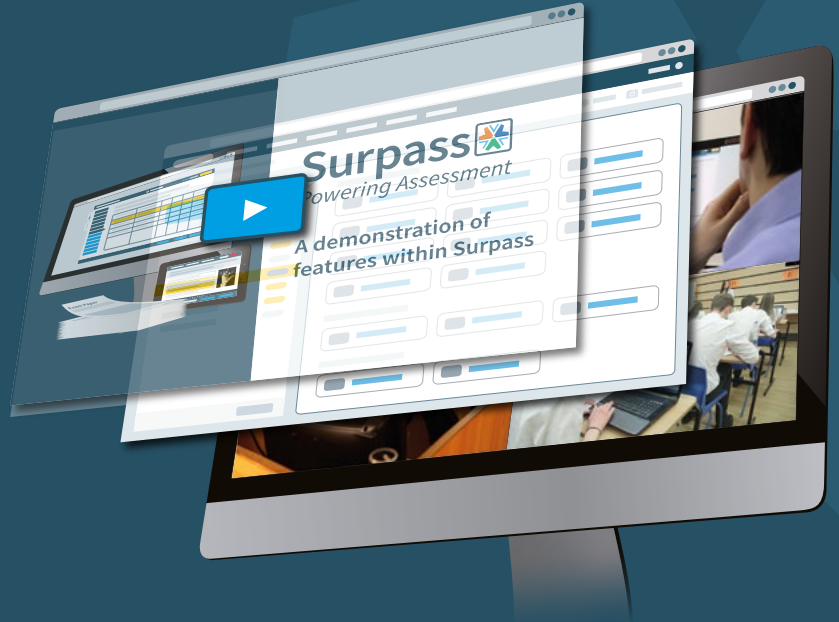 Surpass
Powering Assessment
A demonstration of
features within Surpass